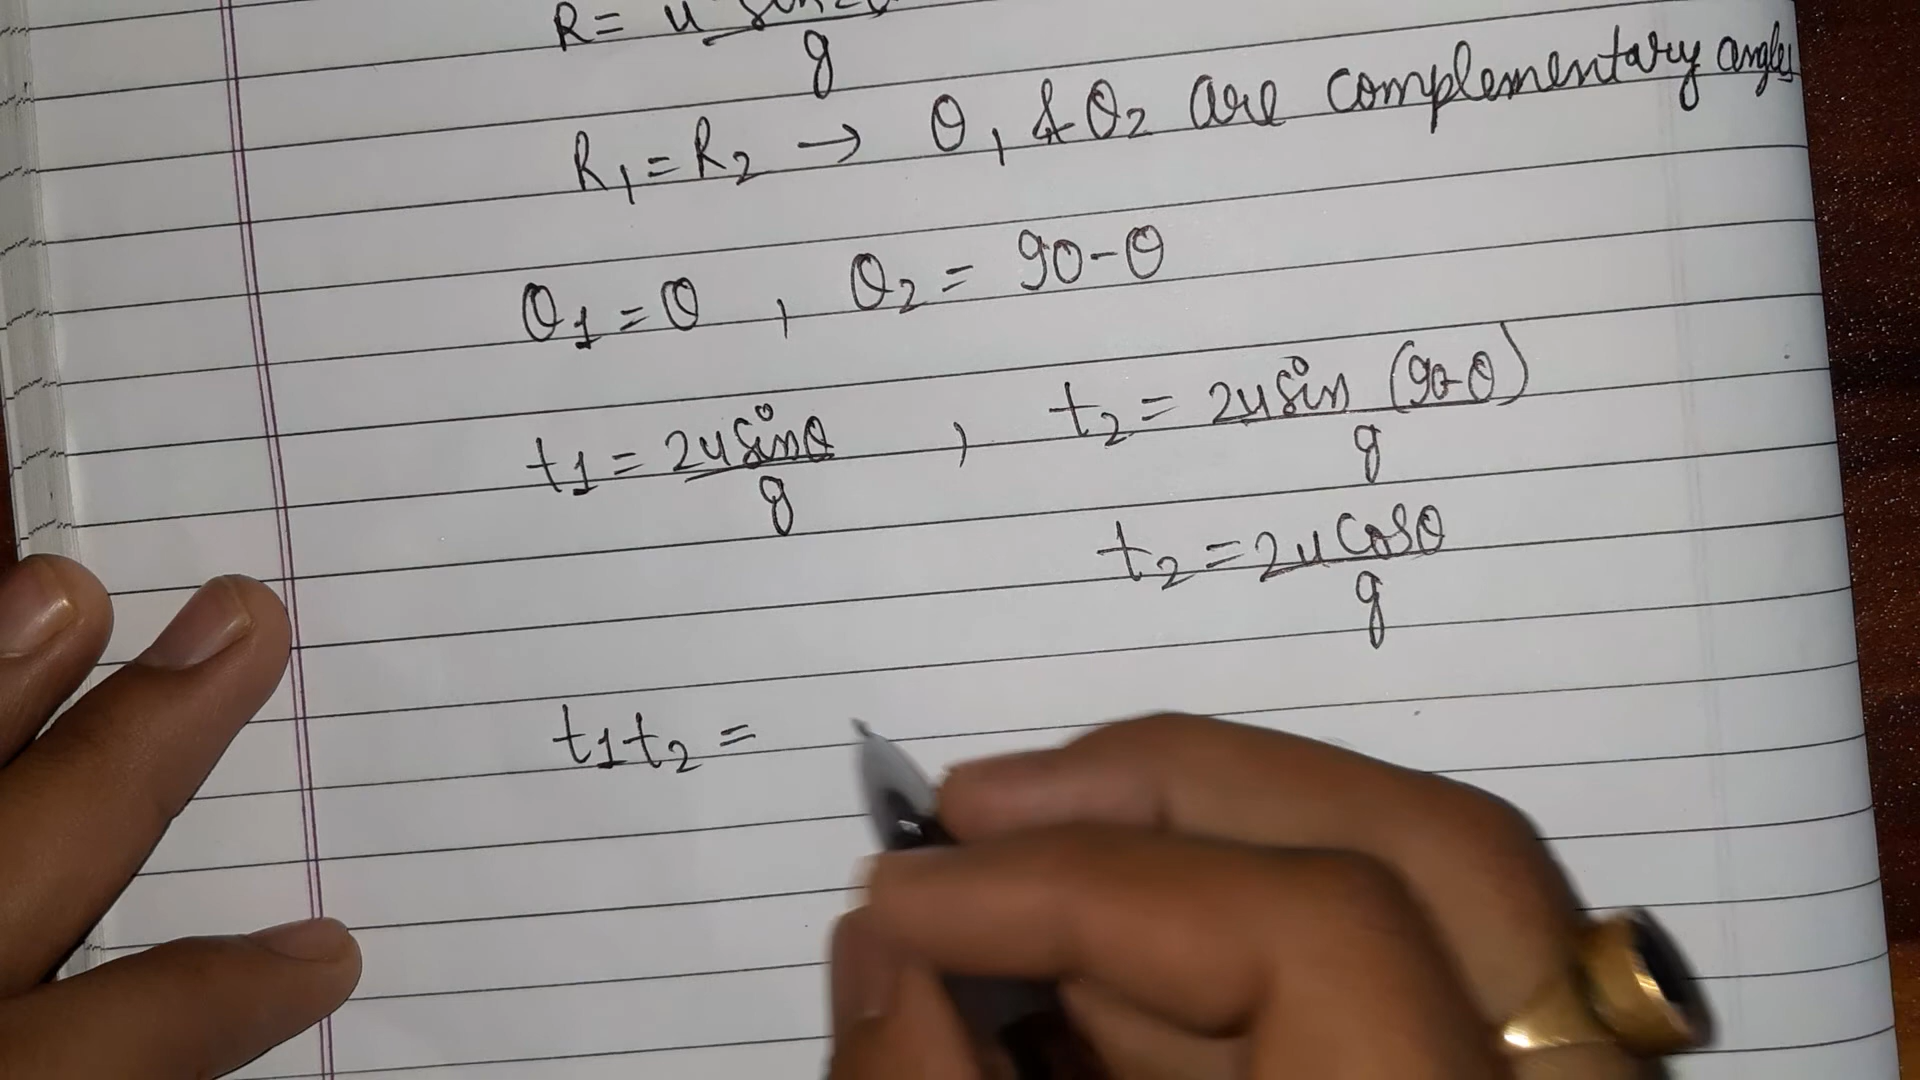 R = u
g
R₁ = R₂ → θ₁ & θ₂ are complementary angles
θ₁ = θ , θ₂ = 90-θ
t₁ = 2u sinθ / g , t₂ = 2u sin (90-θ) / g
t₂ = 2u cosθ / g
t₁t₂ =